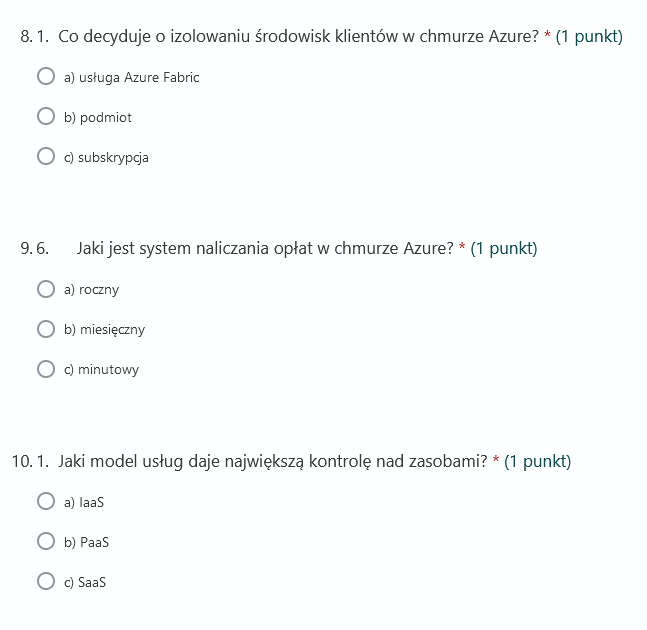 8. 1. Co decyduje o izolowaniu środowisk klientów w chmurze Azure? * (1 punkt)
a) usługa Azure Fabric
b) podmiot
c) subskrypcja
9. 6. Jaki jest system naliczania opłat w chmurze Azure? * (1 punkt)
a) roczny
b) miesięczny
c) minutowy
10. 1. Jaki model usług daje największą kontrolę nad zasobami? * (1 punkt)
a) IaaS
b) PaaS
c) SaaS